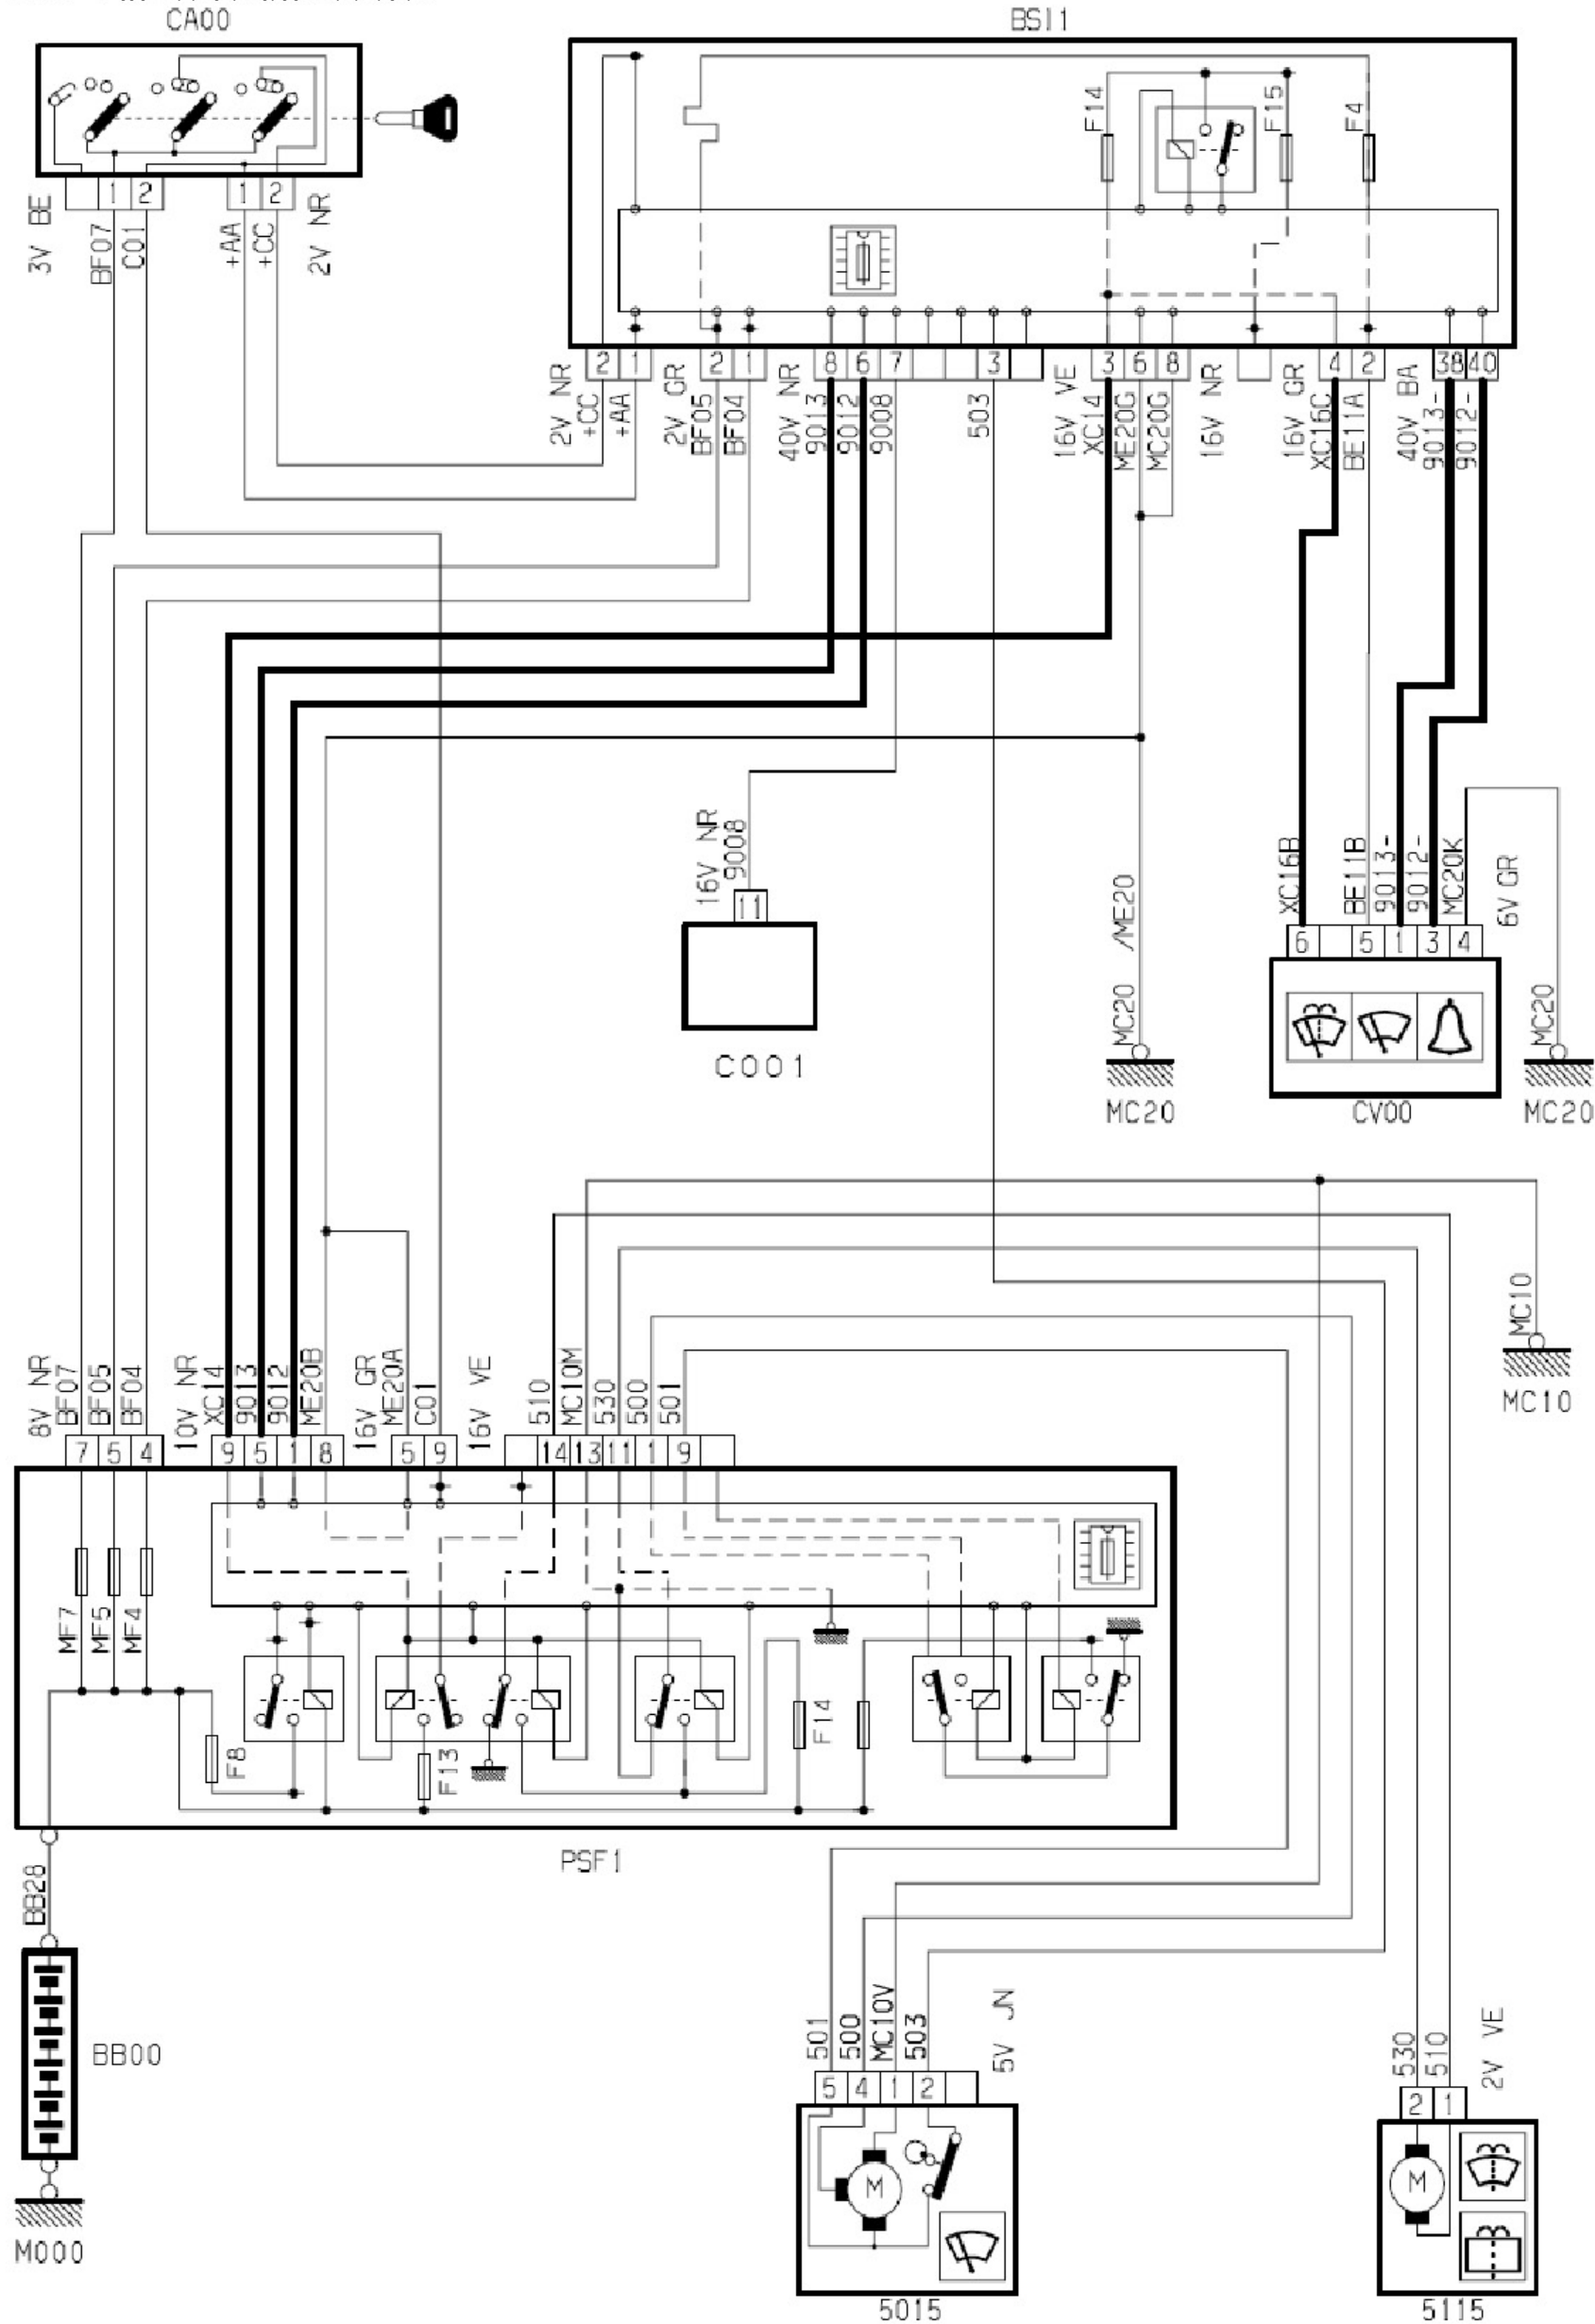 CA00
BSI1
F14
F15
F4
1 2
1 2
3V BE
BF07
C01
+AA
+CC
2V NR
2 1
2 1
8 6 7
3
3 6 8
4 2
38 40
2V NR
+CC
+AA
2V GR
BF05
BF04
40V NR
9013
9012
9008
503
16V VE
XC14
ME20G
MC20G
16V NR
16V GR
XC16C
BE11A
40V BA
9013-
9012-
16V NR
9008
11
C001
MC20 /ME20
MC20
XC16B
BE11B
9013-
9012-
MC20K
6V GR
6 5 1 3 4
CV00
MC20
MC20
MC10
MC10
8V NR
BF07
BF05
BF04
10V NR
XC14
9013
9012
ME20B
16V GR
ME20A
C01
16V VE
510
MC10M
530
500
501
7 5 4
9 5 1 8
5 9
14 13 11 1 9
MF7
MF5
MF4
F8
F13
F14
PSF1
BB28
BB00
M000
501
500
MC10V
503
5V JN
5 4 1 2
M
5015
530
510
2V VE
2 1
M
5115